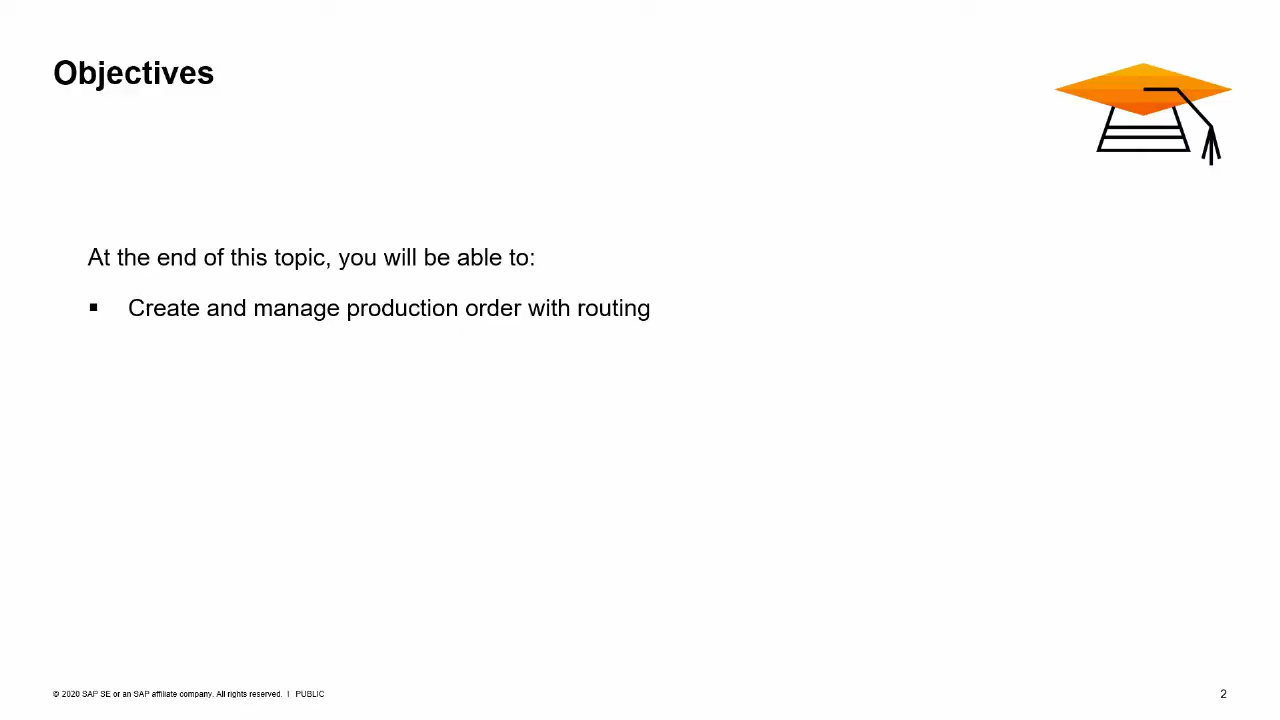 Objectives
At the end of this topic, you will be able to:
▪ Create and manage production order with routing
© 2020 SAP SE or an SAP affiliate company. All rights reserved. ǀ PUBLIC
2